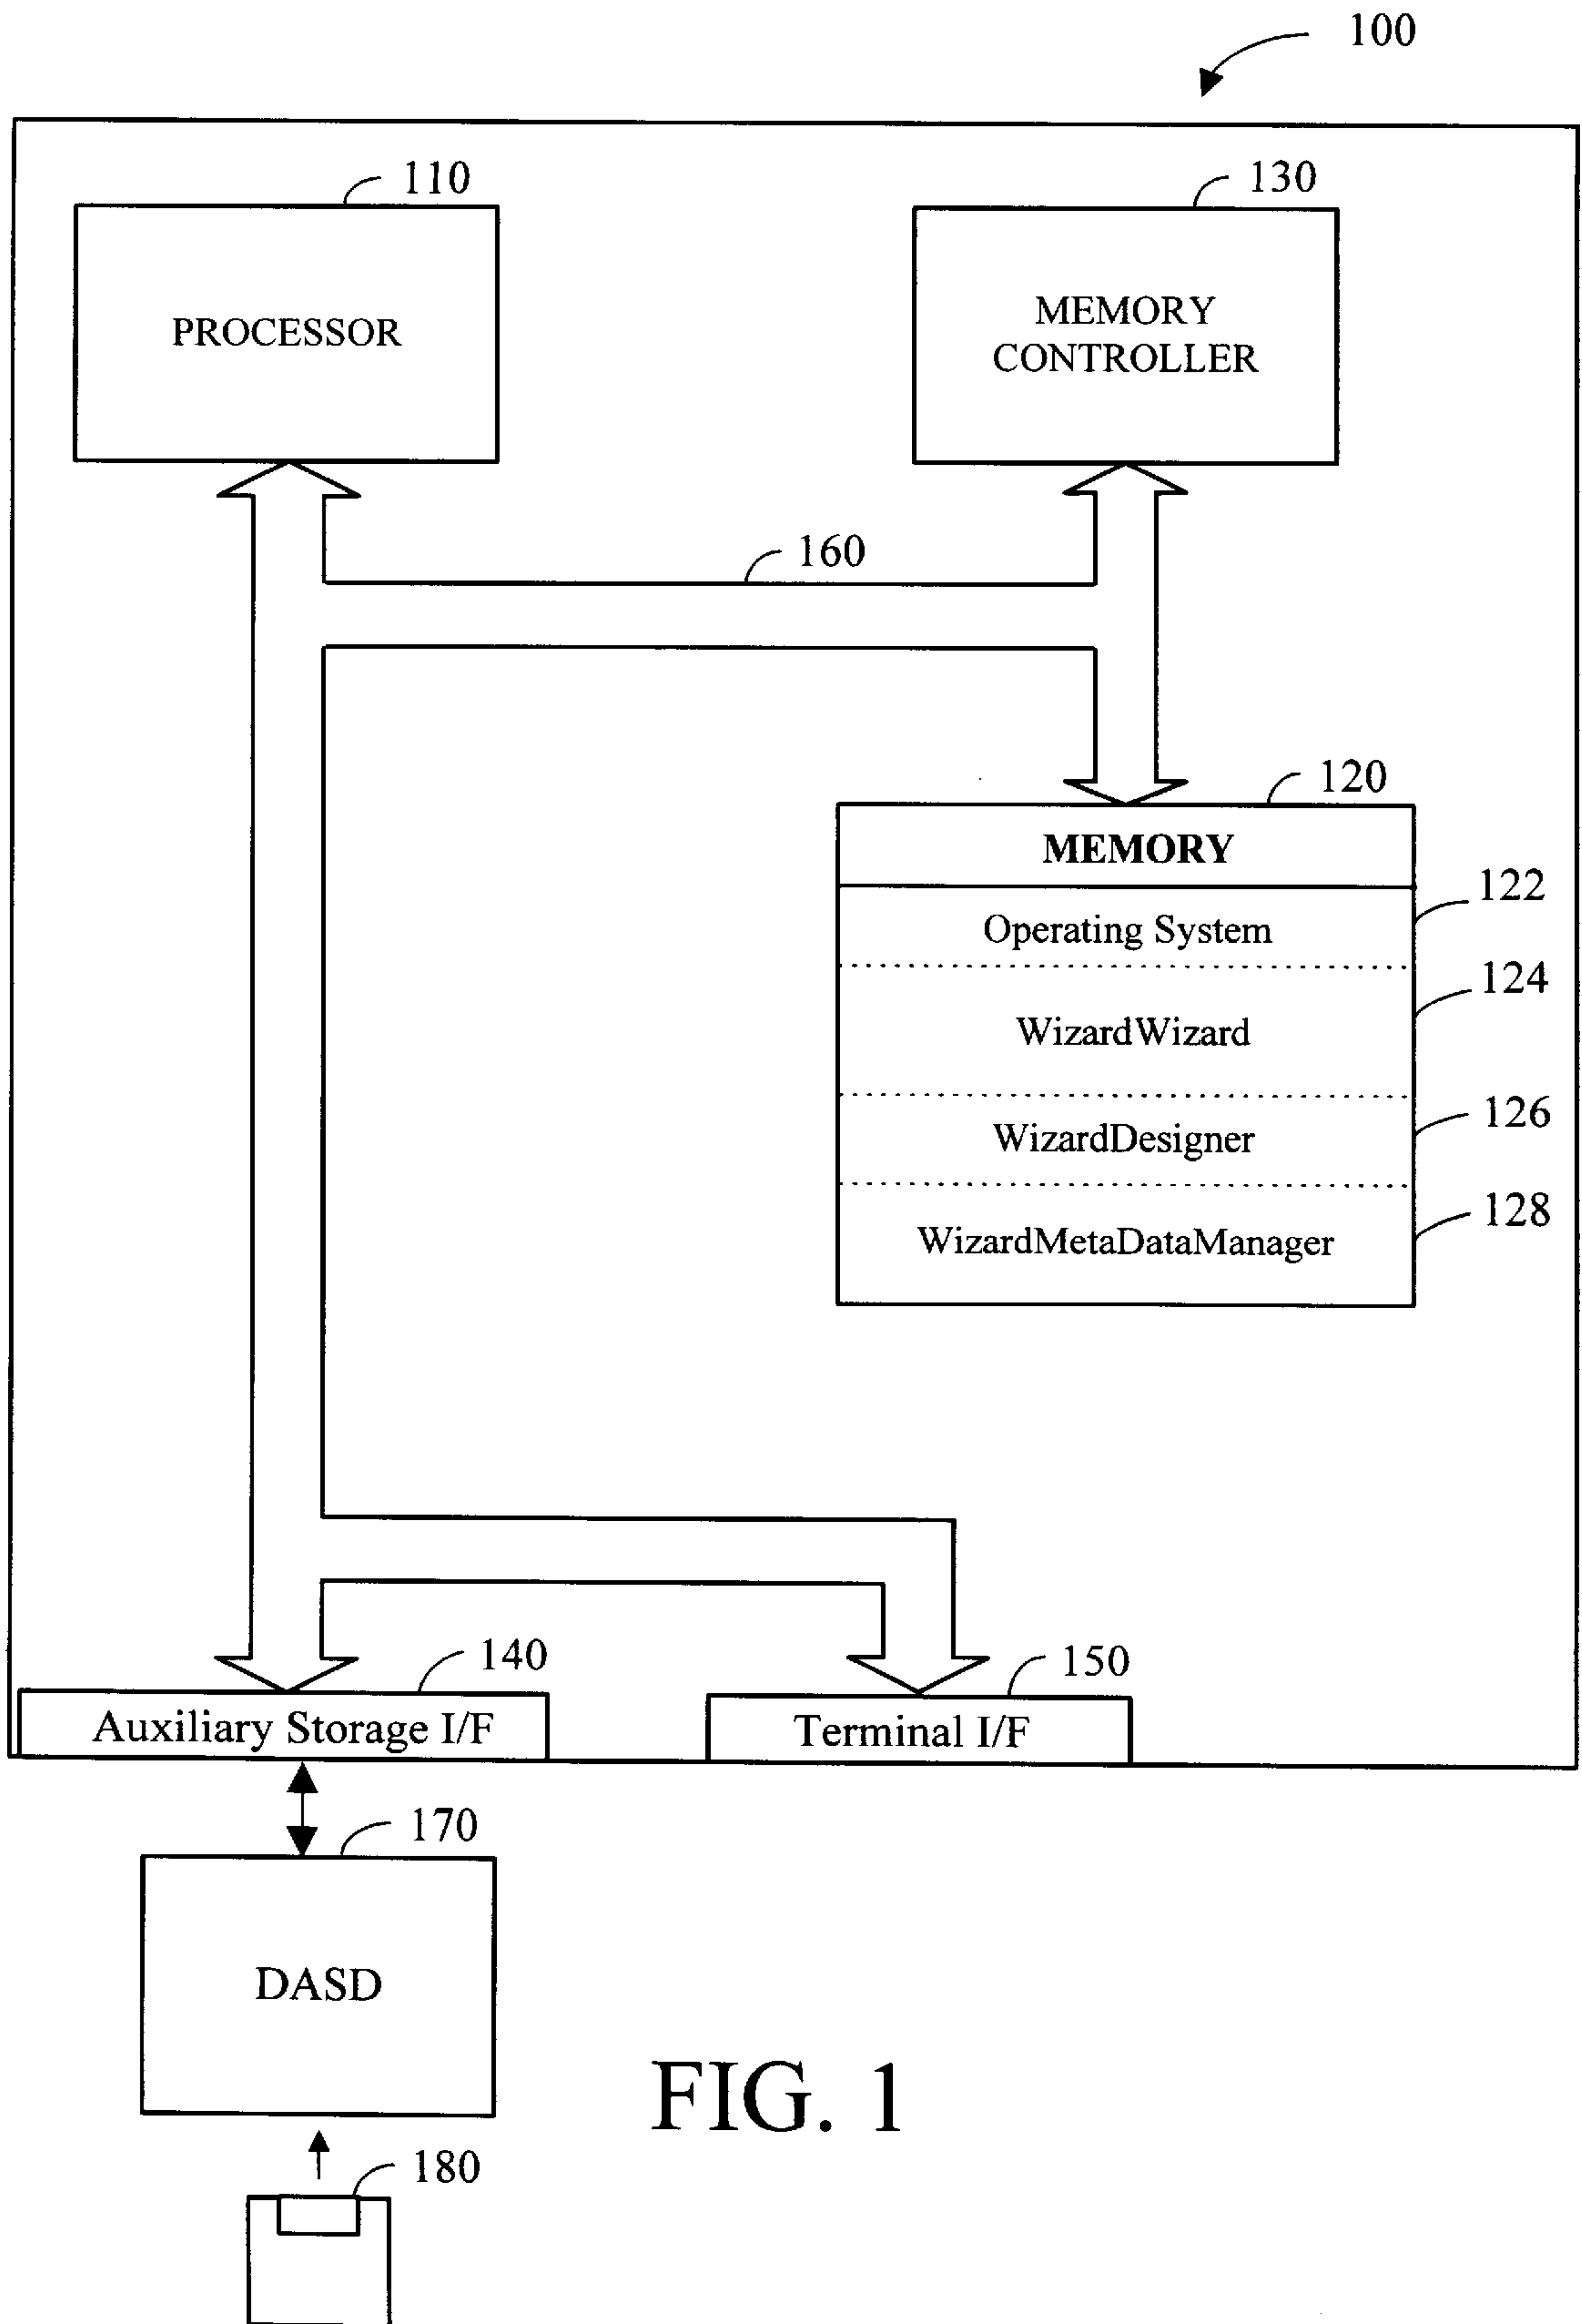 100
110
130
PROCESSOR
MEMORY
CONTROLLER
160
120
MEMORY
122
Operating System
124
WizardWizard
126
WizardDesigner
128
WizardMetaDataManager
140
150
Auxiliary Storage I/F
Terminal I/F
170
DASD
FIG. 1
180